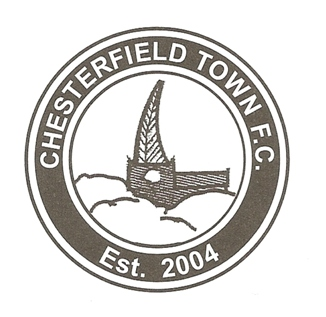 CHESTERFIELD TOWN F.C.
Est. 2004